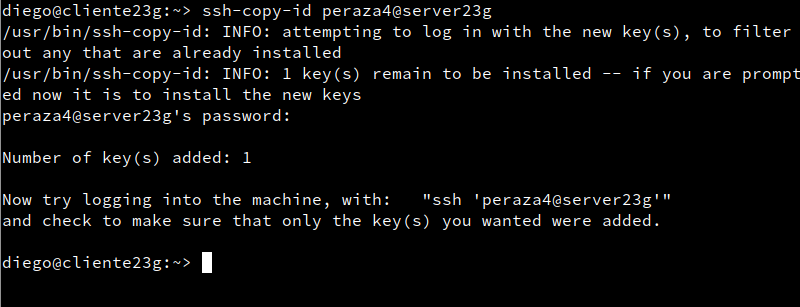 diego@cliente23g:~> ssh-copy-id peraza4@server23g
/usr/bin/ssh-copy-id: INFO: attempting to log in with the new key(s), to filter
out any that are already installed
/usr/bin/ssh-copy-id: INFO: 1 key(s) remain to be installed -- if you are prompt
ed now it is to install the new keys
peraza4@server23g's password:
Number of key(s) added: 1
Now try logging into the machine, with:   "ssh 'peraza4@server23g'"
and check to make sure that only the key(s) you wanted were added.
diego@cliente23g:~>